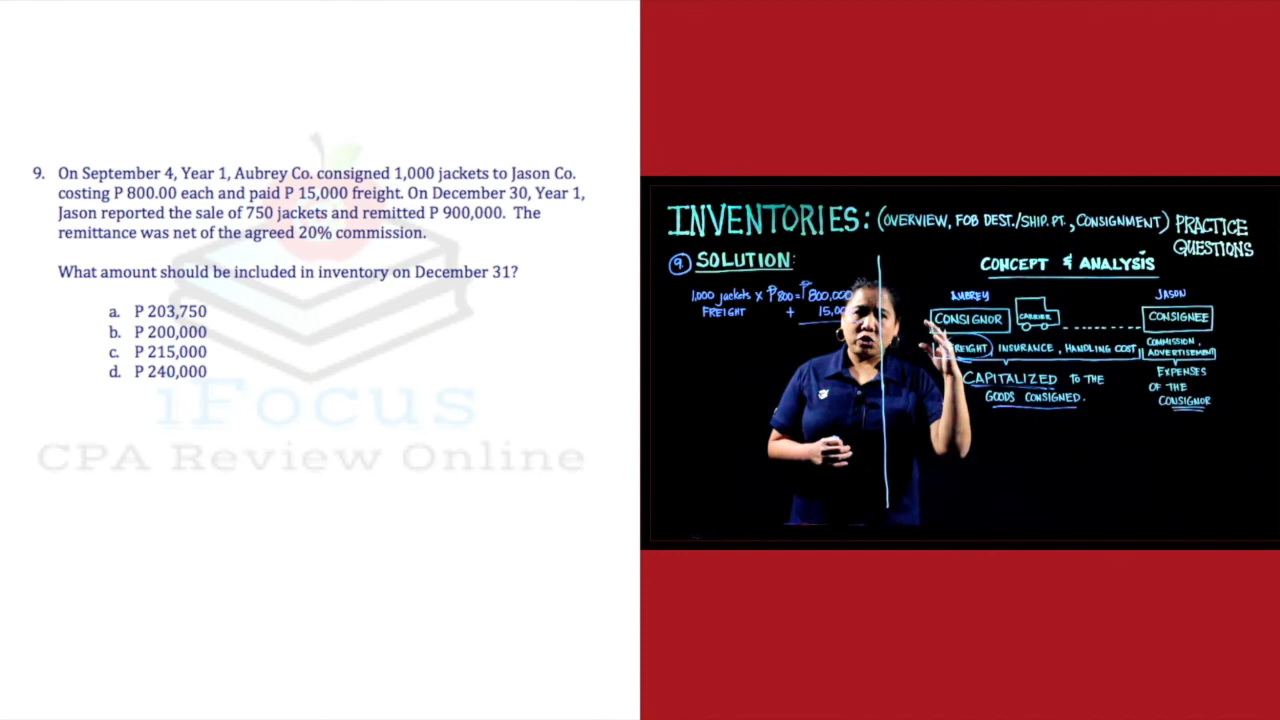 9. On September 4, Year 1, Aubrey Co. consigned 1,000 jackets to Jason Co.
costing P 800.00 each and paid P 15,000 freight. On December 30, Year 1,
Jason reported the sale of 750 jackets and remitted P 900,000. The
remittance was net of the agreed 20% commission.
What amount should be included in inventory on December 31?
a. P 203,750
b. P 200,000
c. P 215,000
d. P 240,000
iFocus
CPA Review Online
INVENTORIES: (OVERVIEW, FOB DEST./SHIP. PT., CONSIGNMENT) PRACTICE
QUESTIONS
9. SOLUTION:
1,000 jackets x ₱800 = ₱800,000
FREIGHT + 15,00
CONCEPT & ANALYSIS
AUBREY
CONSIGNOR
CARRIER
JASON
CONSIGNEE
FREIGHT, INSURANCE, HANDLING COST
COMMISSION,
ADVERTISEMENT
CAPITALIZED TO THE
GOODS CONSIGNED.
EXPENSES
OF THE
CONSIGNOR